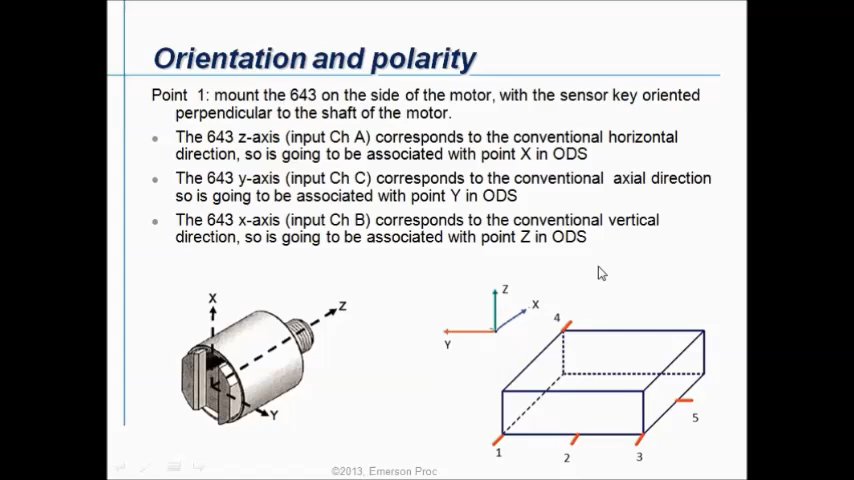 Orientation and polarity
Point 1: mount the 643 on the side of the motor, with the sensor key oriented
perpendicular to the shaft of the motor.
• The 643 z-axis (input Ch A) corresponds to the conventional horizontal
direction, so is going to be associated with point X in ODS
• The 643 y-axis (input Ch C) corresponds to the conventional axial direction
so is going to be associated with point Y in ODS
• The 643 x-axis (input Ch B) corresponds to the conventional vertical
direction, so is going to be associated with point Z in ODS
X
Z
Y
Z
X
Y
4
5
1
2
3
©2013, Emerson Proc